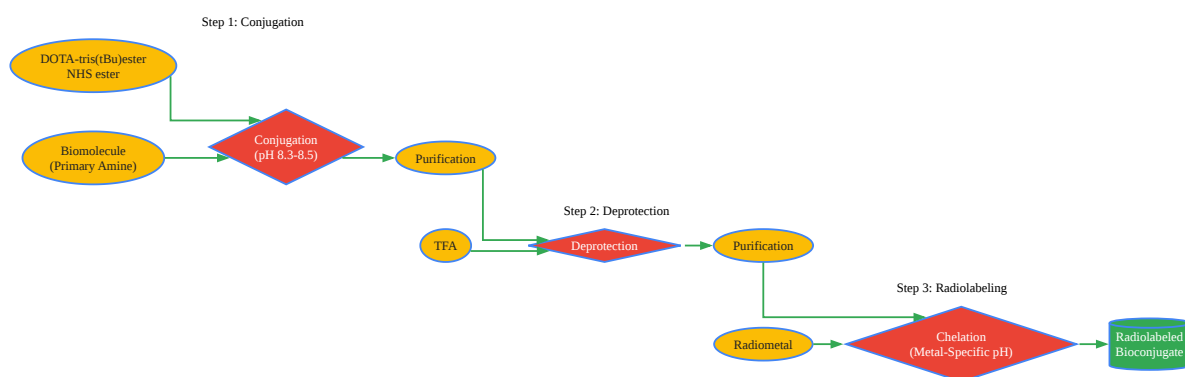 Step 1: Conjugation
DOTA-tris(tBu)ester
NHS ester
Biomolecule
(Primary Amine)
Conjugation
(pH 8.3-8.5)
Purification
Step 2: Deprotection
TFA
Deprotection
Purification
Step 3: Radiolabeling
Radiometal
Chelation
(Metal-Specific pH)
Radiolabeled
Bioconjugate